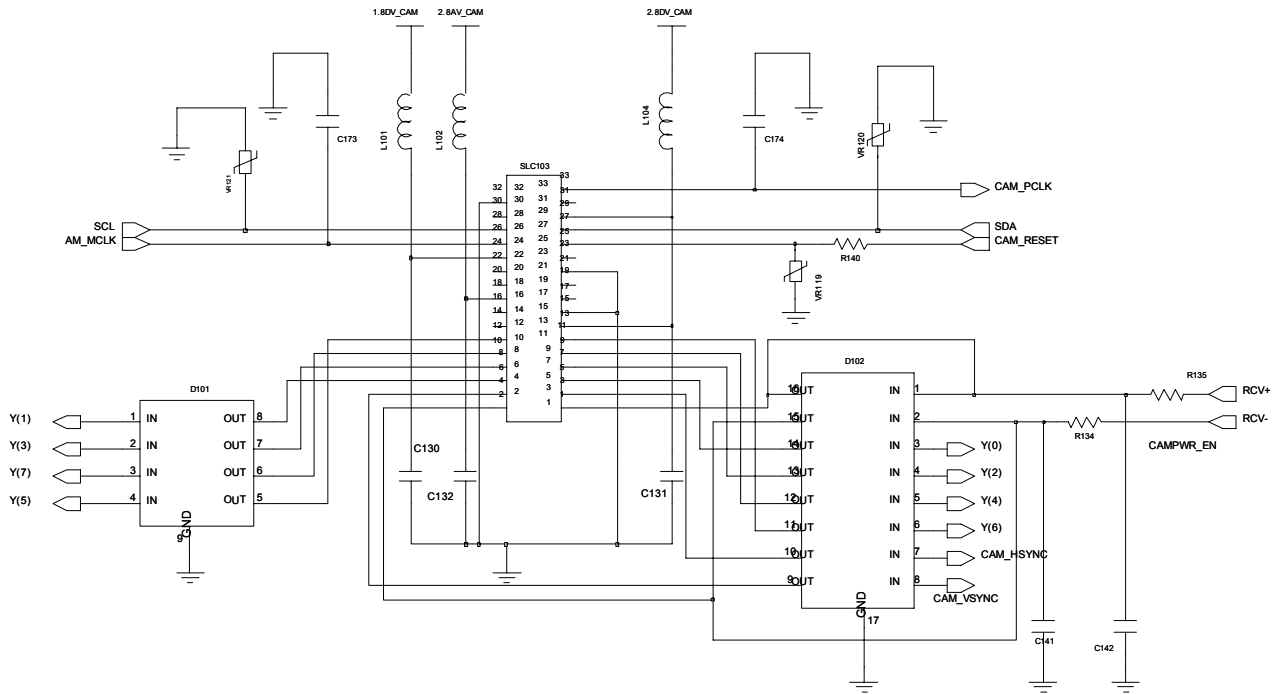 1.8DV_CAM
2.8AV_CAM
2.8DV_CAM
L101
L102
L104
C173
C174
VR120
VR121
SLC103
33
32 32 33 31 CAM_PCLK
30 30 31 29
28 28 29 27
SCL 26 26 27 25 SDA
AM_MCLK 24 24 25 23 CAM_RESET
R140
22 22 23 21
20 20 21 19
18 18 19 17
16 16 17 15
14 14 15 13
12 12 13 11
10 10 11 9
8 8 9 7
6 6 7 5
4 4 5 3
2 2 3 1
1
VR119
D101
Y(1) 1 IN OUT 8
Y(3) 2 IN OUT 7
Y(7) 3 IN OUT 6
Y(5) 4 IN OUT 5
9 GND
C130
C132
C131
D102
R135
16 OUT IN 1 RCV+
15 OUT IN 2 RCV-
R134
CAMPWR_EN
14 OUT IN 3 Y(0)
13 OUT IN 4 Y(2)
12 OUT IN 5 Y(4)
11 OUT IN 6 Y(6)
10 OUT IN 7 CAM_HSYNC
9 OUT IN 8 CAM_VSYNC
GND 17
C141
C142